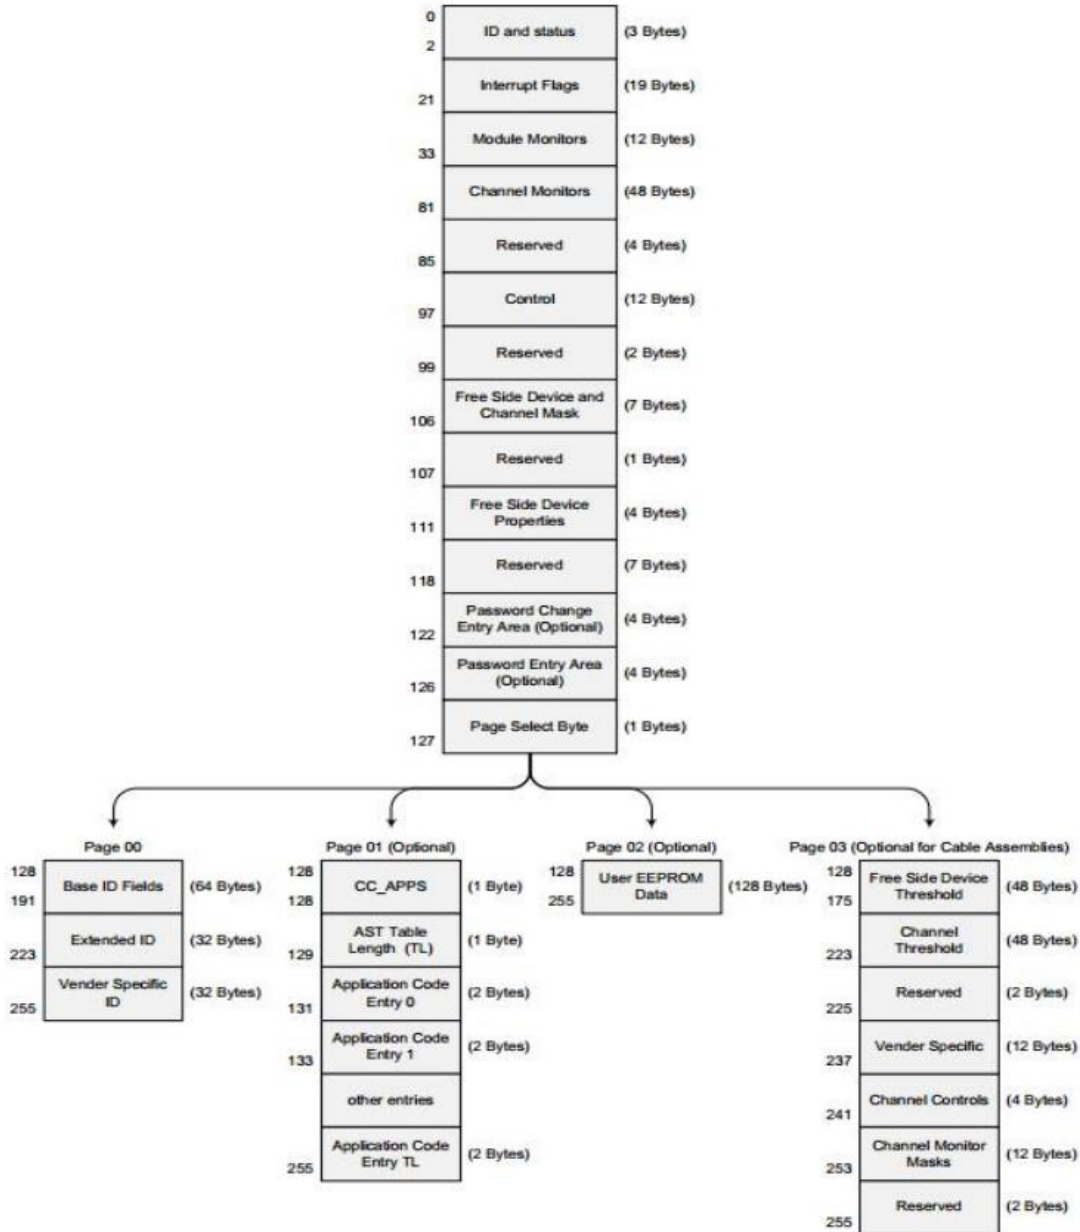 0
ID and status (3 Bytes)
2
Interrupt Flags (19 Bytes)
21
Module Monitors (12 Bytes)
33
Channel Monitors (48 Bytes)
81
Reserved (4 Bytes)
85
Control (12 Bytes)
97
Reserved (2 Bytes)
99
Free Side Device and
Channel Mask (7 Bytes)
106
Reserved (1 Bytes)
107
Free Side Device
Properties (4 Bytes)
111
Reserved (7 Bytes)
118
Password Change
Entry Area (Optional) (4 Bytes)
122
Password Entry Area
(Optional) (4 Bytes)
126
Page Select Byte (1 Bytes)
127
Page 00
128
Base ID Fields (64 Bytes)
191
Extended ID (32 Bytes)
223
Vender Specific
ID (32 Bytes)
255
Page 01 (Optional)
128
CC_APPS (1 Byte)
128
AST Table
Length (TL) (1 Byte)
129
Application Code
Entry 0 (2 Bytes)
131
Application Code
Entry 1 (2 Bytes)
133
other entries
Application Code
Entry TL (2 Bytes)
255
Page 02 (Optional)
128
User EEPROM
Data (128 Bytes)
255
Page 03 (Optional for Cable Assemblies)
128
Free Side Device
Threshold (48 Bytes)
175
Channel
Threshold (48 Bytes)
223
Reserved (2 Bytes)
225
Vender Specific (12 Bytes)
237
Channel Controls (4 Bytes)
241
Channel Monitor
Masks (12 Bytes)
253
Reserved (2 Bytes)
255